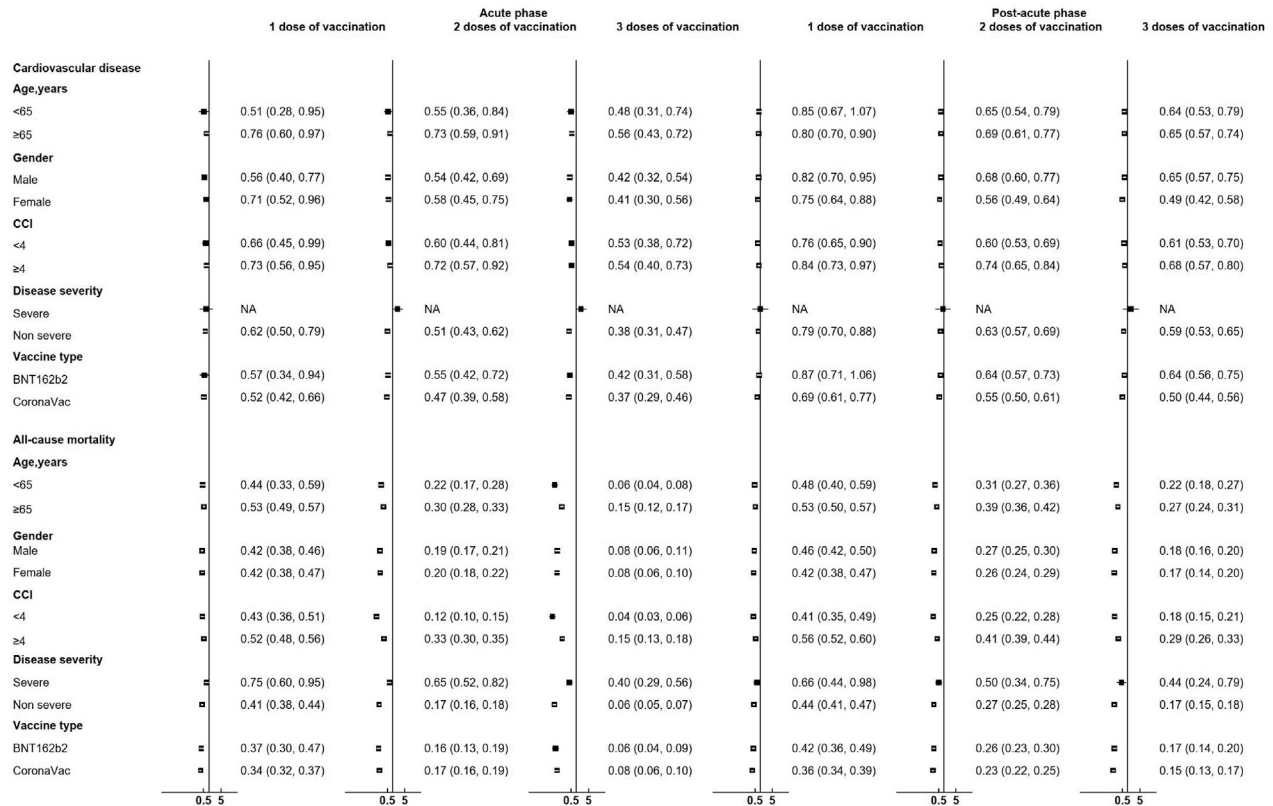 Acute phase Post-acute phase
1 dose of vaccination 2 doses of vaccination 3 doses of vaccination 1 dose of vaccination 2 doses of vaccination 3 doses of vaccination
Cardiovascular disease
Age,years
<65 0.51 (0.28, 0.95) 0.55 (0.36, 0.84) 0.48 (0.31, 0.74) 0.85 (0.67, 1.07) 0.65 (0.54, 0.79) 0.64 (0.53, 0.79)
≥65 0.76 (0.60, 0.97) 0.73 (0.59, 0.91) 0.56 (0.43, 0.72) 0.80 (0.70, 0.90) 0.69 (0.61, 0.77) 0.65 (0.57, 0.74)
Gender
Male 0.56 (0.40, 0.77) 0.54 (0.42, 0.69) 0.42 (0.32, 0.54) 0.82 (0.70, 0.95) 0.68 (0.60, 0.77) 0.65 (0.57, 0.75)
Female 0.71 (0.52, 0.96) 0.58 (0.45, 0.75) 0.41 (0.30, 0.56) 0.75 (0.64, 0.88) 0.56 (0.49, 0.64) 0.49 (0.42, 0.58)
CCI
<4 0.66 (0.45, 0.99) 0.60 (0.44, 0.81) 0.53 (0.38, 0.72) 0.76 (0.65, 0.90) 0.60 (0.53, 0.69) 0.61 (0.53, 0.70)
≥4 0.73 (0.56, 0.95) 0.72 (0.57, 0.92) 0.54 (0.40, 0.73) 0.84 (0.73, 0.97) 0.74 (0.65, 0.84) 0.68 (0.57, 0.80)
Disease severity
Severe NA NA NA NA NA NA
Non severe 0.62 (0.50, 0.79) 0.51 (0.43, 0.62) 0.38 (0.31, 0.47) 0.79 (0.70, 0.88) 0.63 (0.57, 0.69) 0.59 (0.53, 0.65)
Vaccine type
BNT162b2 0.57 (0.34, 0.94) 0.55 (0.42, 0.72) 0.42 (0.31, 0.58) 0.87 (0.71, 1.06) 0.64 (0.57, 0.73) 0.64 (0.56, 0.75)
CoronaVac 0.52 (0.42, 0.66) 0.47 (0.39, 0.58) 0.37 (0.29, 0.46) 0.69 (0.61, 0.77) 0.55 (0.50, 0.61) 0.50 (0.44, 0.56)
All-cause mortality
Age,years
<65 0.44 (0.33, 0.59) 0.22 (0.17, 0.28) 0.06 (0.04, 0.08) 0.48 (0.40, 0.59) 0.31 (0.27, 0.36) 0.22 (0.18, 0.27)
≥65 0.53 (0.49, 0.57) 0.30 (0.28, 0.33) 0.15 (0.12, 0.17) 0.53 (0.50, 0.57) 0.39 (0.36, 0.42) 0.27 (0.24, 0.31)
Gender
Male 0.42 (0.38, 0.46) 0.19 (0.17, 0.21) 0.08 (0.06, 0.11) 0.46 (0.42, 0.50) 0.27 (0.25, 0.30) 0.18 (0.16, 0.20)
Female 0.42 (0.38, 0.47) 0.20 (0.18, 0.22) 0.08 (0.06, 0.10) 0.42 (0.38, 0.47) 0.26 (0.24, 0.29) 0.17 (0.14, 0.20)
CCI
<4 0.43 (0.36, 0.51) 0.12 (0.10, 0.15) 0.04 (0.03, 0.06) 0.41 (0.35, 0.49) 0.25 (0.22, 0.28) 0.18 (0.15, 0.21)
≥4 0.52 (0.48, 0.56) 0.33 (0.30, 0.35) 0.15 (0.13, 0.18) 0.56 (0.52, 0.60) 0.41 (0.39, 0.44) 0.29 (0.26, 0.33)
Disease severity
Severe 0.75 (0.60, 0.95) 0.65 (0.52, 0.82) 0.40 (0.29, 0.56) 0.66 (0.44, 0.98) 0.50 (0.34, 0.75) 0.44 (0.24, 0.79)
Non severe 0.41 (0.38, 0.44) 0.17 (0.16, 0.18) 0.06 (0.05, 0.07) 0.44 (0.41, 0.47) 0.27 (0.25, 0.28) 0.17 (0.15, 0.18)
Vaccine type
BNT162b2 0.37 (0.30, 0.47) 0.16 (0.13, 0.19) 0.06 (0.04, 0.09) 0.42 (0.36, 0.49) 0.26 (0.23, 0.30) 0.17 (0.14, 0.20)
CoronaVac 0.34 (0.32, 0.37) 0.17 (0.16, 0.19) 0.08 (0.06, 0.10) 0.36 (0.34, 0.39) 0.23 (0.22, 0.25) 0.15 (0.13, 0.17)
0.5 5 0.5 5 0.5 5 0.5 5 0.5 5 0.5 5